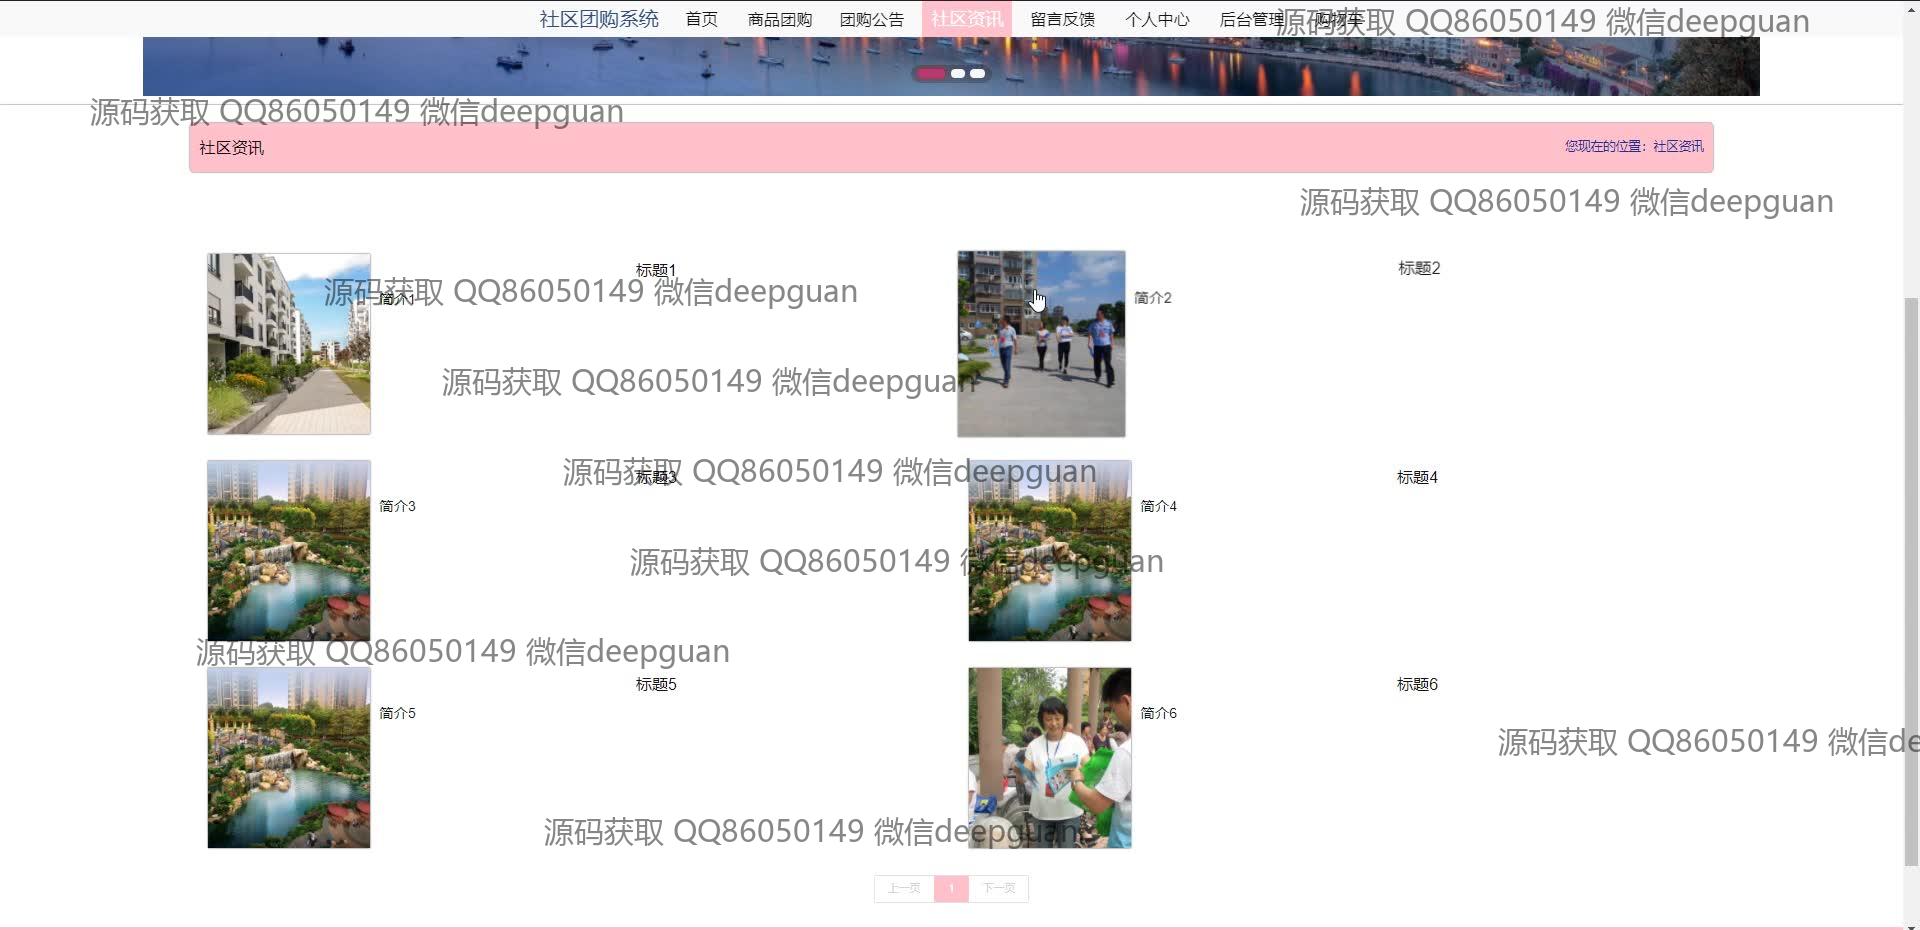 社区团购系统 首页 商品团购 团购公告 社区资讯 留言反馈 个人中心 后台管理 购物车
源码获取 QQ86050149 微信deepguan
源码获取 QQ86050149 微信deepguan
社区资讯
您现在的位置：社区资讯
源码获取 QQ86050149 微信deepguan
标题1
简介1
源码获取 QQ86050149 微信deepguan
标题2
简介2
源码获取 QQ86050149 微信deepguan
源码获取 QQ86050149 微信deepguan
标题3
简介3
标题4
简介4
源码获取 QQ86050149 微信deepguan
源码获取 QQ86050149 微信deepguan
标题5
简介5
标题6
简介6
源码获取 QQ86050149 微信de
源码获取 QQ86050149 微信deepguan
上一页 1 下一页